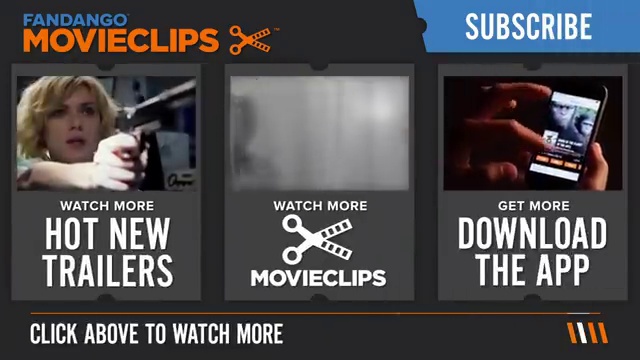 FANDANGO
MOVIECLIPS
SUBSCRIBE
WATCH MORE
HOT NEW
TRAILERS
WATCH MORE
MOVIECLIPS
GET MORE
DOWNLOAD
THE APP
CLICK ABOVE TO WATCH MORE